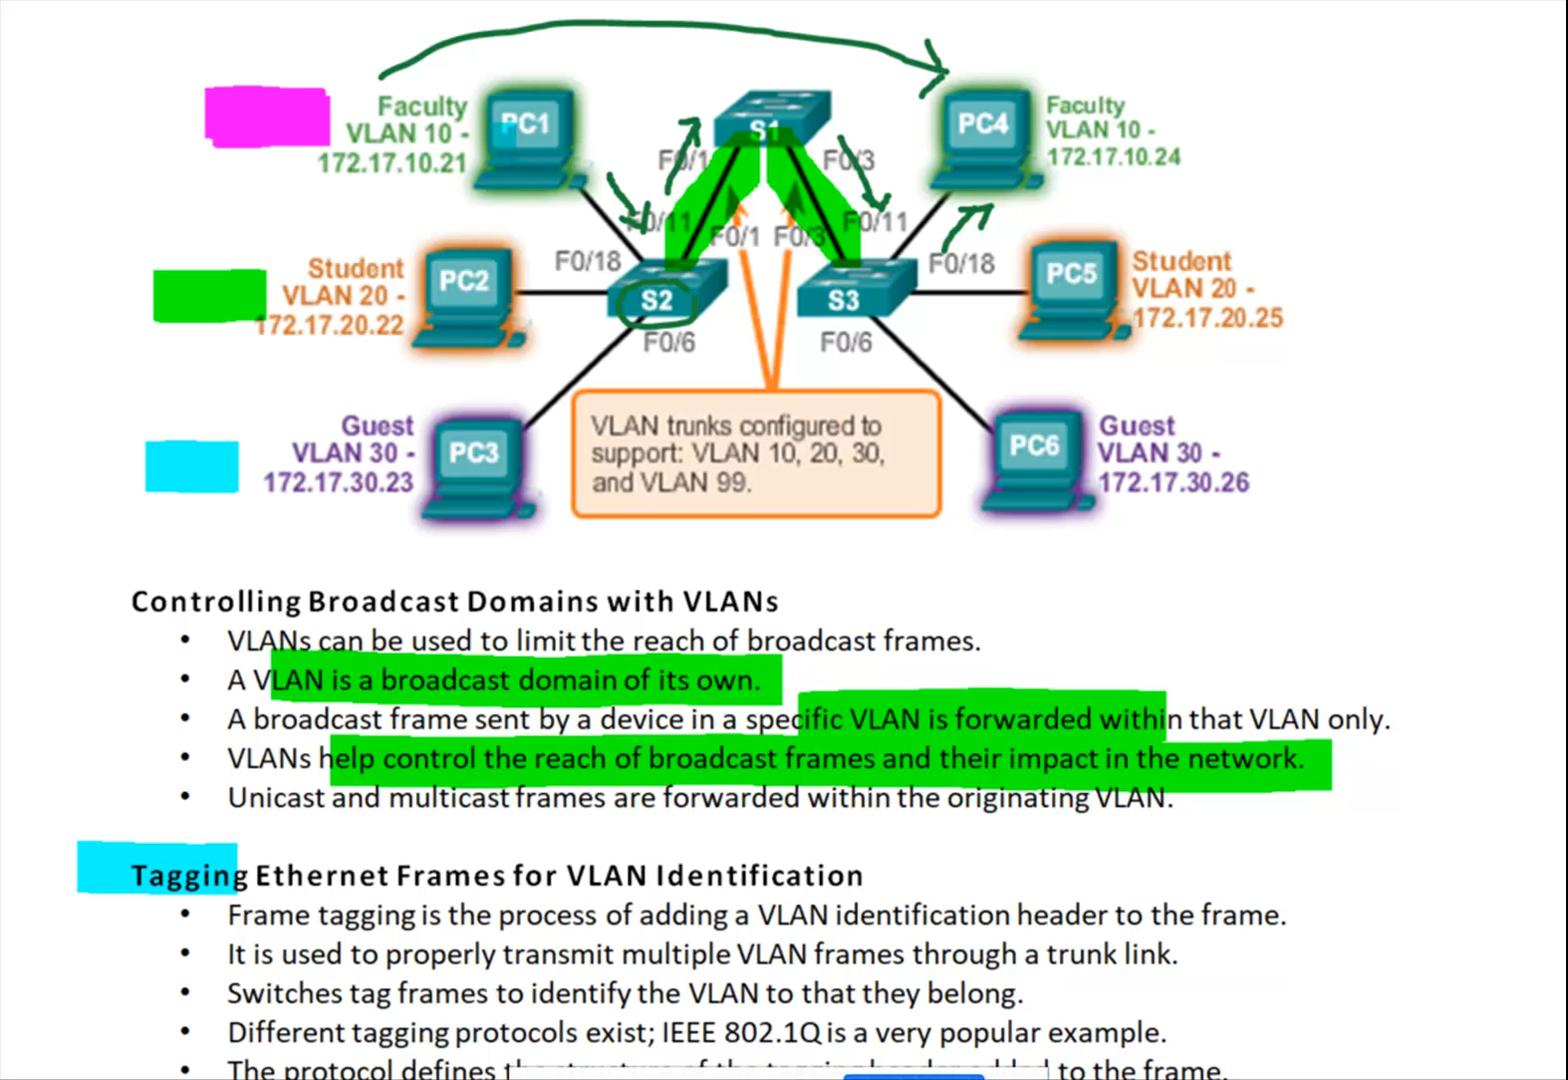 Faculty
VLAN 10 -
172.17.10.21
PC1
S1
PC4
Faculty
VLAN 10 -
172.17.10.24
F0/1
F0/3
F0/11
F0/1
F0/3
F0/11
F0/18
F0/18
Student
VLAN 20 -
172.17.20.22
PC2
S2
S3
PC5
Student
VLAN 20 -
172.17.20.25
F0/6
F0/6
Guest
VLAN 30 -
172.17.30.23
PC3
VLAN trunks configured to
support: VLAN 10, 20, 30,
and VLAN 99.
PC6
Guest
VLAN 30 -
172.17.30.26
Controlling Broadcast Domains with VLANs
• VLANs can be used to limit the reach of broadcast frames.
• A VLAN is a broadcast domain of its own.
• A broadcast frame sent by a device in a specific VLAN is forwarded within that VLAN only.
• VLANs help control the reach of broadcast frames and their impact in the network.
• Unicast and multicast frames are forwarded within the originating VLAN.
Tagging Ethernet Frames for VLAN Identification
• Frame tagging is the process of adding a VLAN identification header to the frame.
• It is used to properly transmit multiple VLAN frames through a trunk link.
• Switches tag frames to identify the VLAN to that they belong.
• Different tagging protocols exist; IEEE 802.1Q is a very popular example.
• The protocol defines to the frame.